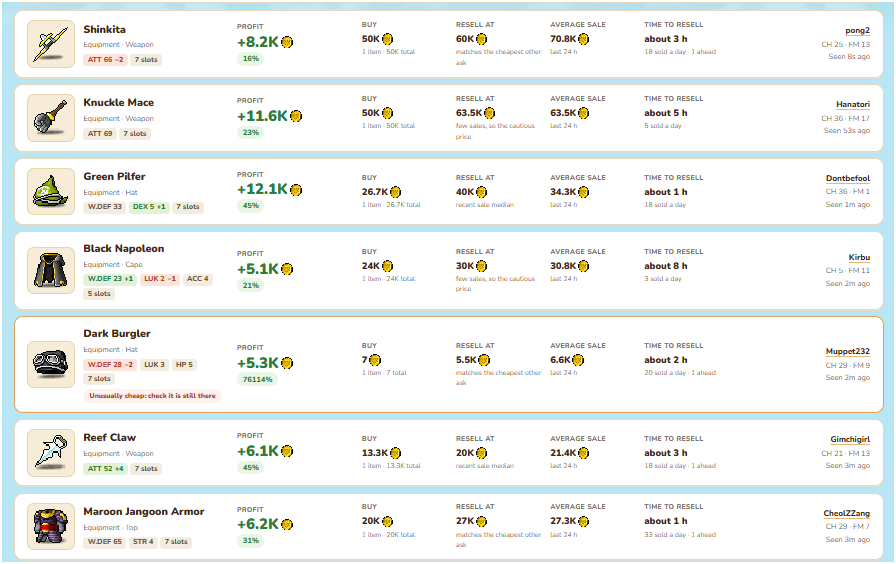 Shinkita
Equipment · Weapon
ATT 66 −2 7 slots
PROFIT
+8.2K
16%
BUY
50K
1 item · 50K total
RESELL AT
60K
matches the cheapest other
ask
AVERAGE SALE
70.8K
last 24 h
TIME TO RESELL
about 3 h
18 sold a day · 1 ahead
pong2
CH 25 · FM 13
Seen 8s ago
Knuckle Mace
Equipment · Weapon
ATT 69 7 slots
PROFIT
+11.6K
23%
BUY
50K
1 item · 50K total
RESELL AT
63.5K
few sales, so the cautious
price
AVERAGE SALE
63.5K
last 24 h
TIME TO RESELL
about 5 h
5 sold a day
Hanatori
CH 36 · FM 17
Seen 53s ago
Green Pilfer
Equipment · Hat
W.DEF 33 DEX 5 +1 7 slots
PROFIT
+12.1K
45%
BUY
26.7K
1 item · 26.7K total
RESELL AT
40K
recent sale median
AVERAGE SALE
34.3K
last 24 h
TIME TO RESELL
about 1 h
18 sold a day
Dontbefool
CH 36 · FM 1
Seen 1m ago
Black Napoleon
Equipment · Cape
W.DEF 23 +1 LUK 2 −1 ACC 4
5 slots
PROFIT
+5.1K
21%
BUY
24K
1 item · 24K total
RESELL AT
30K
few sales, so the cautious
price
AVERAGE SALE
30.8K
last 24 h
TIME TO RESELL
about 8 h
3 sold a day
Kirbu
CH 5 · FM 11
Seen 2m ago
Dark Burgler
Equipment · Hat
W.DEF 28 −2 LUK 3 HP 5
7 slots
Unusually cheap: check it is still there
PROFIT
+5.3K
76114%
BUY
7
1 item · 7 total
RESELL AT
5.5K
matches the cheapest other
ask
AVERAGE SALE
6.6K
last 24 h
TIME TO RESELL
about 2 h
20 sold a day · 1 ahead
Muppet232
CH 29 · FM 9
Seen 2m ago
Reef Claw
Equipment · Weapon
ATT 52 +4 7 slots
PROFIT
+6.1K
45%
BUY
13.3K
1 item · 13.3K total
RESELL AT
20K
recent sale median
AVERAGE SALE
21.4K
last 24 h
TIME TO RESELL
about 3 h
18 sold a day · 1 ahead
Gimchigirl
CH 21 · FM 13
Seen 3m ago
Maroon Jangoon Armor
Equipment · Top
W.DEF 65 STR 4 7 slots
PROFIT
+6.2K
31%
BUY
20K
1 item · 20K total
RESELL AT
27K
matches the cheapest other
ask
AVERAGE SALE
27.3K
last 24 h
TIME TO RESELL
about 1 h
33 sold a day · 1 ahead
CheolZZang
CH 29 · FM 7
Seen 3m ago